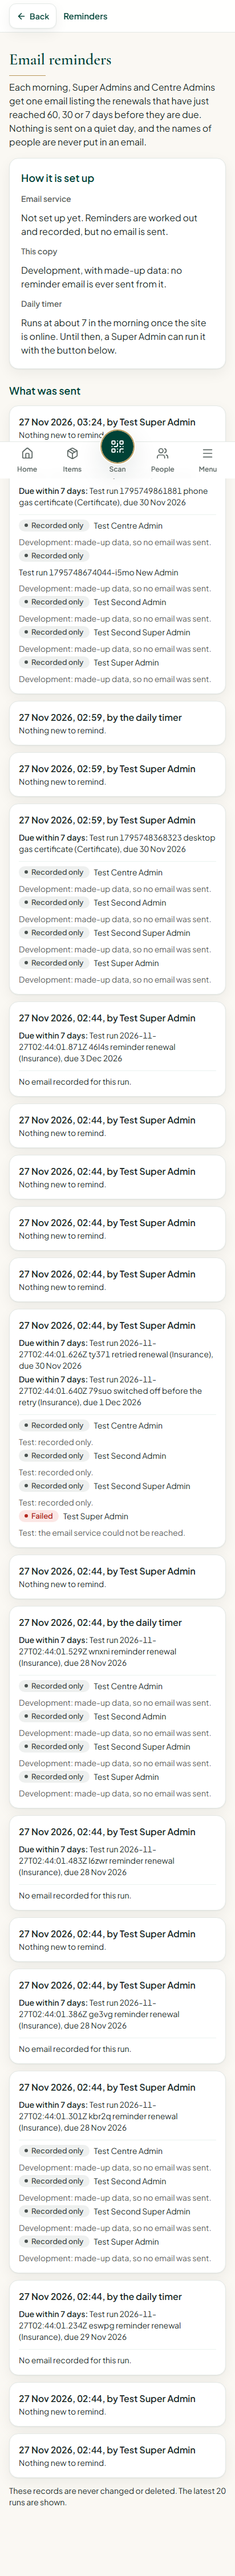 Back
Reminders
Email reminders
Each morning, Super Admins and Centre Admins
get one email listing the renewals that have just
reached 60, 30 or 7 days before they are due.
Nothing is sent on a quiet day, and the names of
people are never put in an email.
How it is set up
Email service
Not set up yet. Reminders are worked out
and recorded, but no email is sent.
This copy
Development, with made-up data: no
reminder email is ever sent from it.
Daily timer
Runs at about 7 in the morning once the site
is online. Until then, a Super Admin can run it
with the button below.
What was sent
27 Nov 2026, 03:24, by Test Super Admin
Nothing new to remind.
Home
Items
Scan
People
Menu
Due within 7 days: Test run 1795749861881 phone
gas certificate (Certificate), due 30 Nov 2026
Recorded only Test Centre Admin
Development: made-up data, so no email was sent.
Recorded only
Test run 1795748674044-i5mo New Admin
Development: made-up data, so no email was sent.
Recorded only Test Second Admin
Development: made-up data, so no email was sent.
Recorded only Test Second Super Admin
Development: made-up data, so no email was sent.
Recorded only Test Super Admin
Development: made-up data, so no email was sent.
27 Nov 2026, 02:59, by the daily timer
Nothing new to remind.
27 Nov 2026, 02:59, by Test Super Admin
Nothing new to remind.
27 Nov 2026, 02:59, by Test Super Admin
Due within 7 days: Test run 1795748368323 desktop
gas certificate (Certificate), due 30 Nov 2026
Recorded only Test Centre Admin
Development: made-up data, so no email was sent.
Recorded only Test Second Admin
Development: made-up data, so no email was sent.
Recorded only Test Second Super Admin
Development: made-up data, so no email was sent.
Recorded only Test Super Admin
Development: made-up data, so no email was sent.
27 Nov 2026, 02:44, by Test Super Admin
Due within 7 days: Test run 2026-11-
27T02:44:01.871Z 46l4s reminder renewal
(Insurance), due 3 Dec 2026
No email recorded for this run.
27 Nov 2026, 02:44, by Test Super Admin
Nothing new to remind.
27 Nov 2026, 02:44, by Test Super Admin
Nothing new to remind.
27 Nov 2026, 02:44, by Test Super Admin
Nothing new to remind.
27 Nov 2026, 02:44, by Test Super Admin
Nothing new to remind.
27 Nov 2026, 02:44, by Test Super Admin
Due within 7 days: Test run 2026-11-
27T02:44:01.626Z ty371 retried renewal (Insurance),
due 30 Nov 2026
Due within 7 days: Test run 2026-11-
27T02:44:01.640Z 79suo switched off before the
retry (Insurance), due 1 Dec 2026
Recorded only Test Centre Admin
Test: recorded only.
Recorded only Test Second Admin
Test: recorded only.
Recorded only Test Second Super Admin
Test: recorded only.
Failed Test Super Admin
Test: the email service could not be reached.
27 Nov 2026, 02:44, by Test Super Admin
Nothing new to remind.
27 Nov 2026, 02:44, by the daily timer
Due within 7 days: Test run 2026-11-
27T02:44:01.529Z wnxni reminder renewal
(Insurance), due 28 Nov 2026
Recorded only Test Centre Admin
Development: made-up data, so no email was sent.
Recorded only Test Second Admin
Development: made-up data, so no email was sent.
Recorded only Test Second Super Admin
Development: made-up data, so no email was sent.
Recorded only Test Super Admin
Development: made-up data, so no email was sent.
27 Nov 2026, 02:44, by Test Super Admin
Due within 7 days: Test run 2026-11-
27T02:44:01.483Z l6zwr reminder renewal
(Insurance), due 28 Nov 2026
No email recorded for this run.
27 Nov 2026, 02:44, by Test Super Admin
Nothing new to remind.
27 Nov 2026, 02:44, by Test Super Admin
Due within 7 days: Test run 2026-11-
27T02:44:01.386Z ge3vg reminder renewal
(Insurance), due 28 Nov 2026
No email recorded for this run.
27 Nov 2026, 02:44, by Test Super Admin
Due within 7 days: Test run 2026-11-
27T02:44:01.301Z kbr2q reminder renewal
(Insurance), due 28 Nov 2026
Recorded only Test Centre Admin
Development: made-up data, so no email was sent.
Recorded only Test Second Admin
Development: made-up data, so no email was sent.
Recorded only Test Second Super Admin
Development: made-up data, so no email was sent.
Recorded only Test Super Admin
Development: made-up data, so no email was sent.
27 Nov 2026, 02:44, by the daily timer
Due within 7 days: Test run 2026-11-
27T02:44:01.234Z eswpg reminder renewal
(Insurance), due 29 Nov 2026
No email recorded for this run.
27 Nov 2026, 02:44, by Test Super Admin
Nothing new to remind.
27 Nov 2026, 02:44, by Test Super Admin
Nothing new to remind.
These records are never changed or deleted. The latest 20
runs are shown.